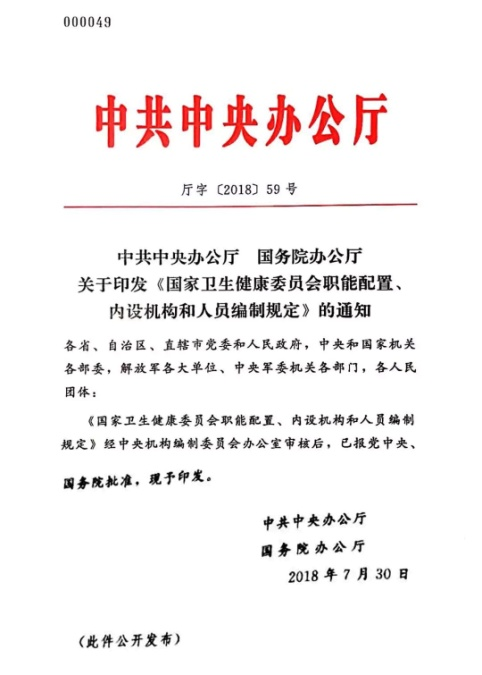 000049
中共中央办公厅
厅字〔2018〕59号
中共中央办公厅　国务院办公厅
关于印发《国家卫生健康委员会职能配置、
内设机构和人员编制规定》的通知
各省、自治区、直辖市党委和人民政府，中央和国家机关
各部委，解放军各大单位、中央军委机关各部门，各人民
团体：
《国家卫生健康委员会职能配置、内设机构和人员编制
规定》经中央机构编制委员会办公室审核后，已报党中央、
国务院批准，现予印发。
中共中央办公厅
国务院办公厅
2018年7月30日
（此件公开发布）